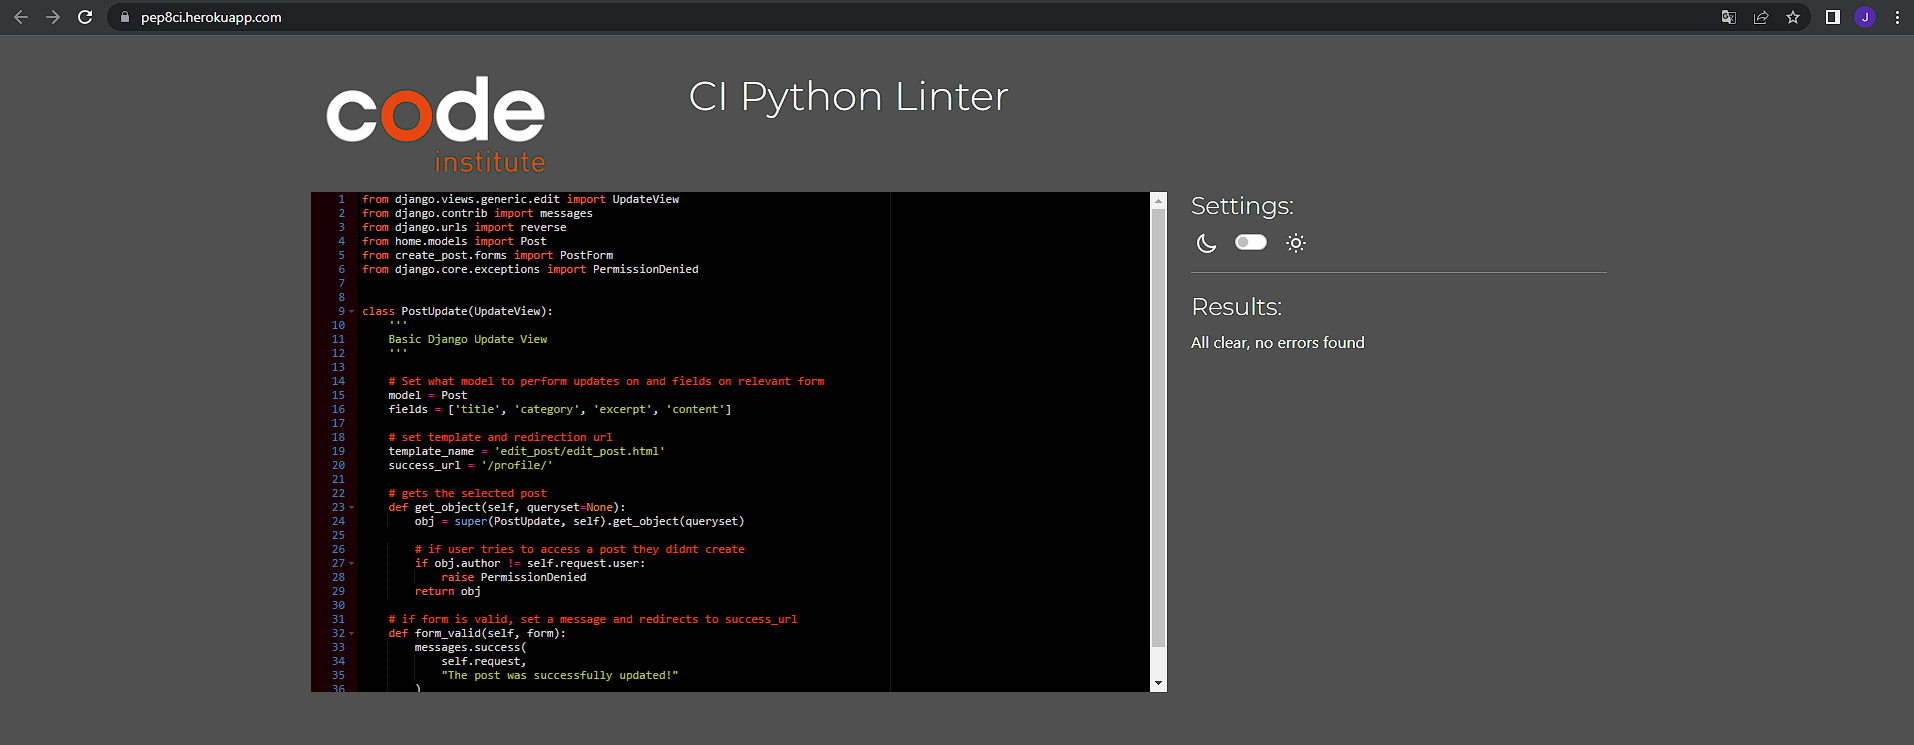 pep8ci.herokuapp.com
J
code
institute
CI Python Linter
1 from django.views.generic.edit import UpdateView
2 from django.contrib import messages
3 from django.urls import reverse
4 from home.models import Post
5 from create_post.forms import PostForm
6 from django.core.exceptions import PermissionDenied
7
8
9 class PostUpdate(UpdateView):
10     '''
11     Basic Django Update View
12     '''
13
14     # Set what model to perform updates on and fields on relevant form
15     model = Post
16     fields = ['title', 'category', 'excerpt', 'content']
17
18     # set template and redirection url
19     template_name = 'edit_post/edit_post.html'
20     success_url = '/profile/'
21
22     # gets the selected post
23     def get_object(self, queryset=None):
24         obj = super(PostUpdate, self).get_object(queryset)
25
26         # if user tries to access a post they didnt create
27         if obj.author != self.request.user:
28             raise PermissionDenied
29         return obj
30
31     # if form is valid, set a message and redirects to success_url
32     def form_valid(self, form):
33         messages.success(
34             self.request,
35             "The post was successfully updated!"
36         )
Settings:
Results:
All clear, no errors found